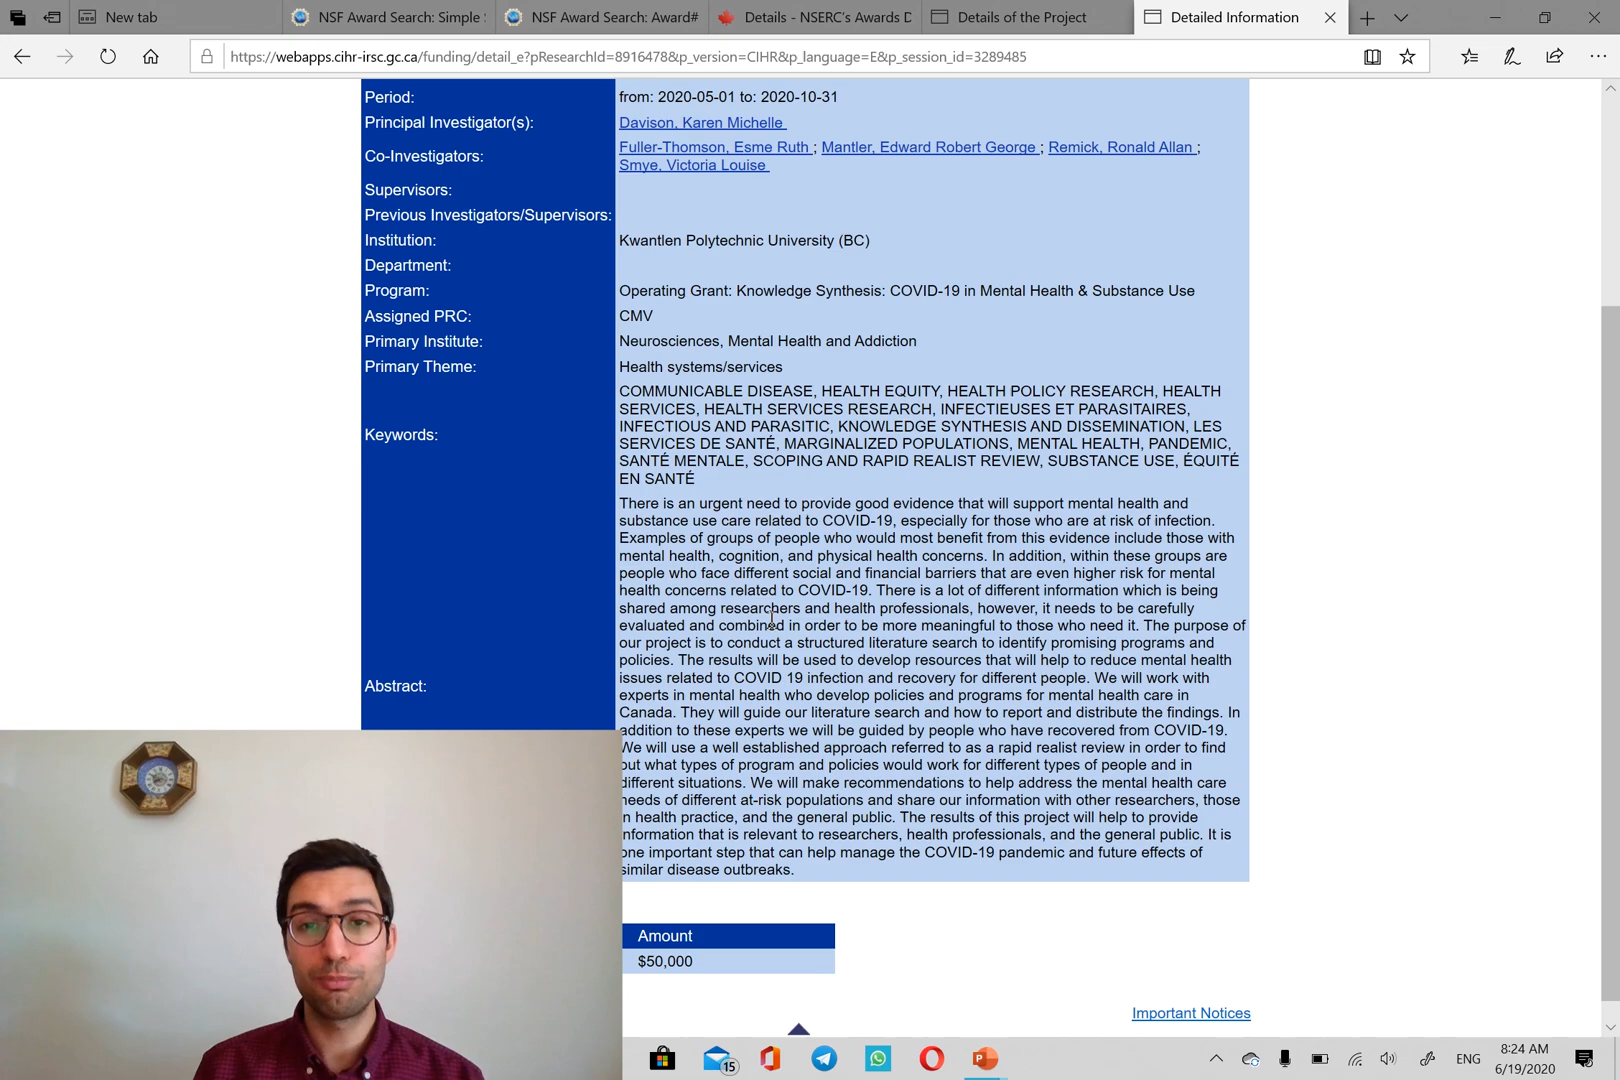 New tab
NSF Award Search: Simple
NSF Award Search: Award#
Details - NSERC's Awards D
Details of the Project
Detailed Information
https://webapps.cihr-irsc.gc.ca/funding/detail_e?pResearchId=8916478&p_version=CIHR&p_language=E&p_session_id=3289485
Period: from: 2020-05-01 to: 2020-10-31
Principal Investigator(s): Davison, Karen Michelle
Co-Investigators: Fuller-Thomson, Esme Ruth ; Mantler, Edward Robert George ; Remick, Ronald Allan ;
Smye, Victoria Louise
Supervisors:
Previous Investigators/Supervisors:
Institution: Kwantlen Polytechnic University (BC)
Department:
Program: Operating Grant: Knowledge Synthesis: COVID-19 in Mental Health & Substance Use
Assigned PRC: CMV
Primary Institute: Neurosciences, Mental Health and Addiction
Primary Theme: Health systems/services
Keywords:
COMMUNICABLE DISEASE, HEALTH EQUITY, HEALTH POLICY RESEARCH, HEALTH
SERVICES, HEALTH SERVICES RESEARCH, INFECTIEUSES ET PARASITAIRES,
INFECTIOUS AND PARASITIC, KNOWLEDGE SYNTHESIS AND DISSEMINATION, LES
SERVICES DE SANTÉ, MARGINALIZED POPULATIONS, MENTAL HEALTH, PANDEMIC,
SANTÉ MENTALE, SCOPING AND RAPID REALIST REVIEW, SUBSTANCE USE, ÉQUITÉ
EN SANTÉ
Abstract:
There is an urgent need to provide good evidence that will support mental health and
substance use care related to COVID-19, especially for those who are at risk of infection.
Examples of groups of people who would most benefit from this evidence include those with
mental health, cognition, and physical health concerns. In addition, within these groups are
people who face different social and financial barriers that are even higher risk for mental
health concerns related to COVID-19. There is a lot of different information which is being
shared among researchers and health professionals, however, it needs to be carefully
evaluated and combined in order to be more meaningful to those who need it. The purpose of
our project is to conduct a structured literature search to identify promising programs and
policies. The results will be used to develop resources that will help to reduce mental health
issues related to COVID 19 infection and recovery for different people. We will work with
experts in mental health who develop policies and programs for mental health care in
Canada. They will guide our literature search and how to report and distribute the findings. In
addition to these experts we will be guided by people who have recovered from COVID-19.
We will use a well established approach referred to as a rapid realist review in order to find
out what types of program and policies would work for different types of people and in
different situations. We will make recommendations to help address the mental health care
needs of different at-risk populations and share our information with other researchers, those
in health practice, and the general public. The results of this project will help to provide
information that is relevant to researchers, health professionals, and the general public. It is
one important step that can help manage the COVID-19 pandemic and future effects of
similar disease outbreaks.
Amount
$50,000
Important Notices
15
ENG
8:24 AM
6/19/2020